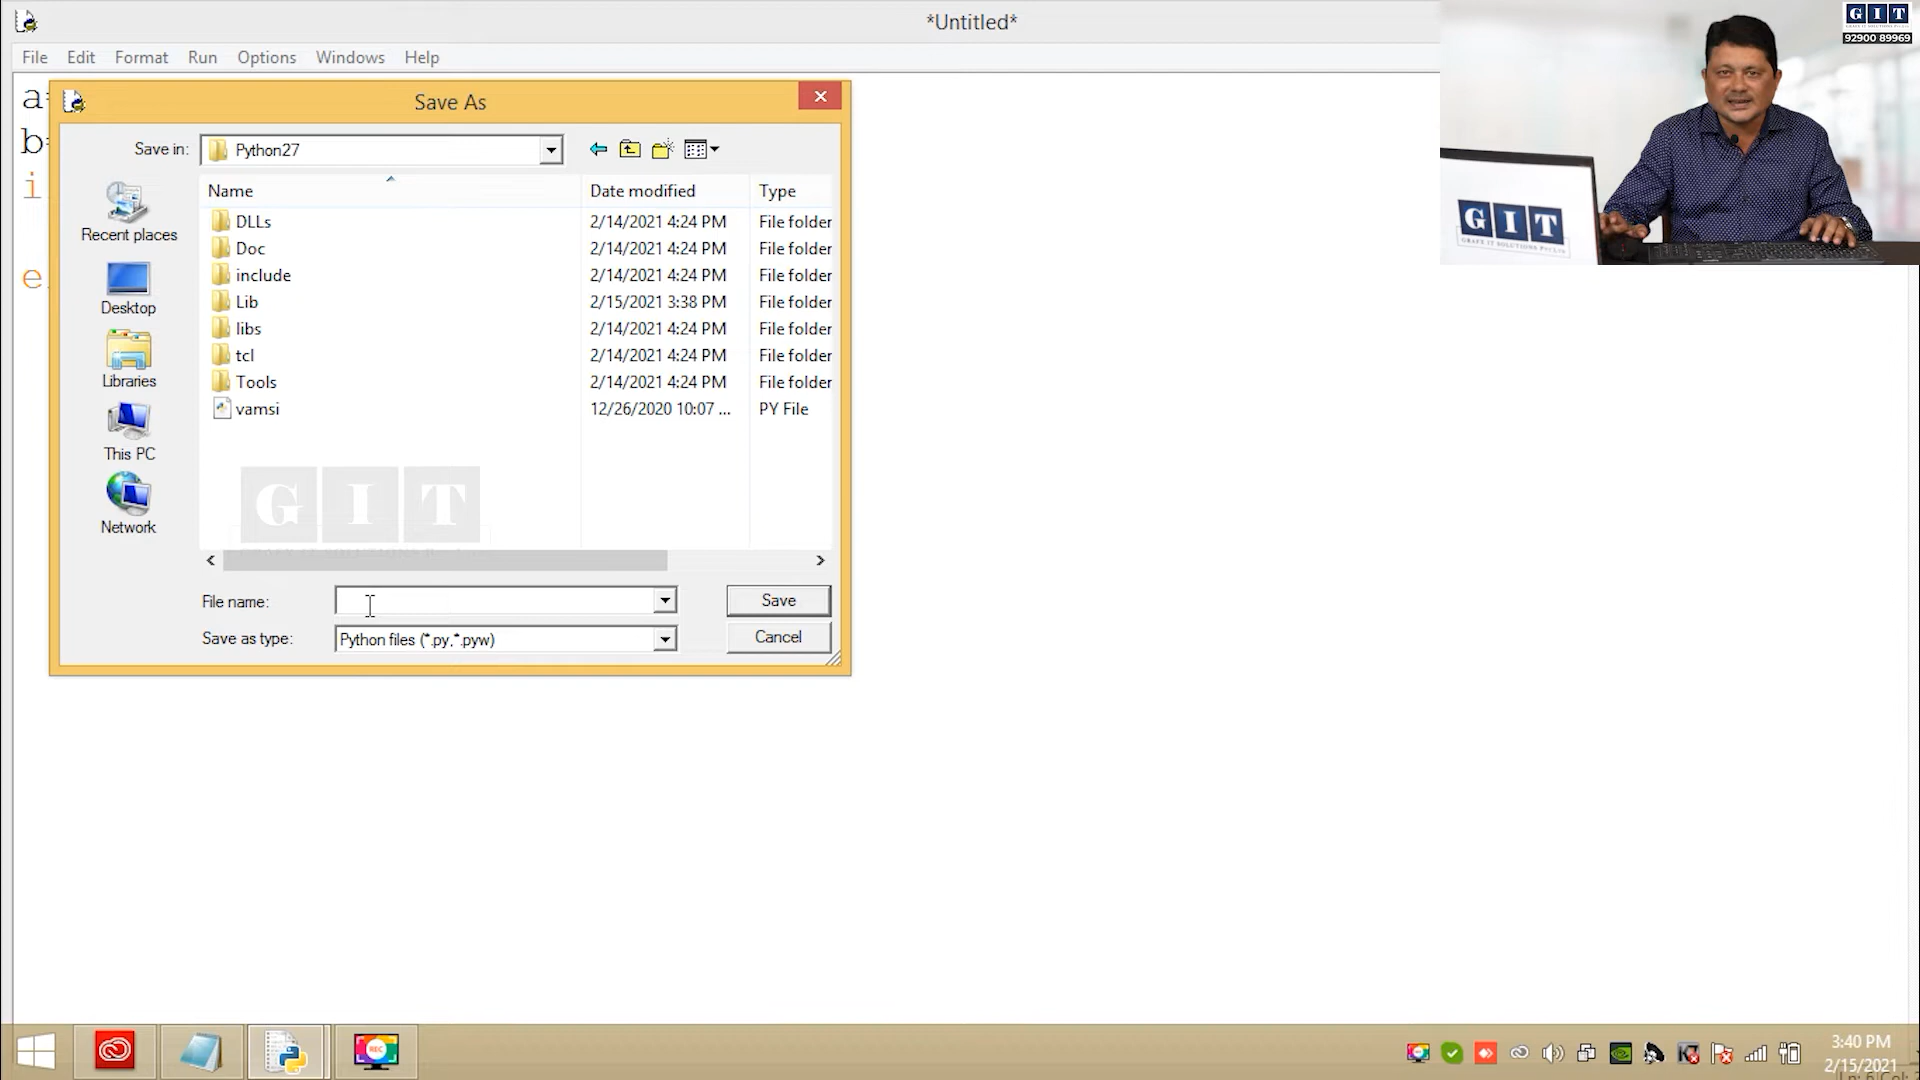 *Untitled*
File Edit Format Run Options Windows Help
a=
b=
i
e
Save As
Save in: Python27
Name Date modified Type
DLLs 2/14/2021 4:24 PM File folder
Doc 2/14/2021 4:24 PM File folder
include 2/14/2021 4:24 PM File folder
Lib 2/15/2021 3:38 PM File folder
libs 2/14/2021 4:24 PM File folder
tcl 2/14/2021 4:24 PM File folder
Tools 2/14/2021 4:24 PM File folder
vamsi 12/26/2020 10:07 ... PY File
Recent places
Desktop
Libraries
This PC
Network
G I T
File name:
Save
Save as type: Python files (*.py,*.pyw)
Cancel
G I T
92900 89969
G I T
GRAFX IT SOLUTIONS Pvt Ltd
REC
3:40 PM
2/15/2021